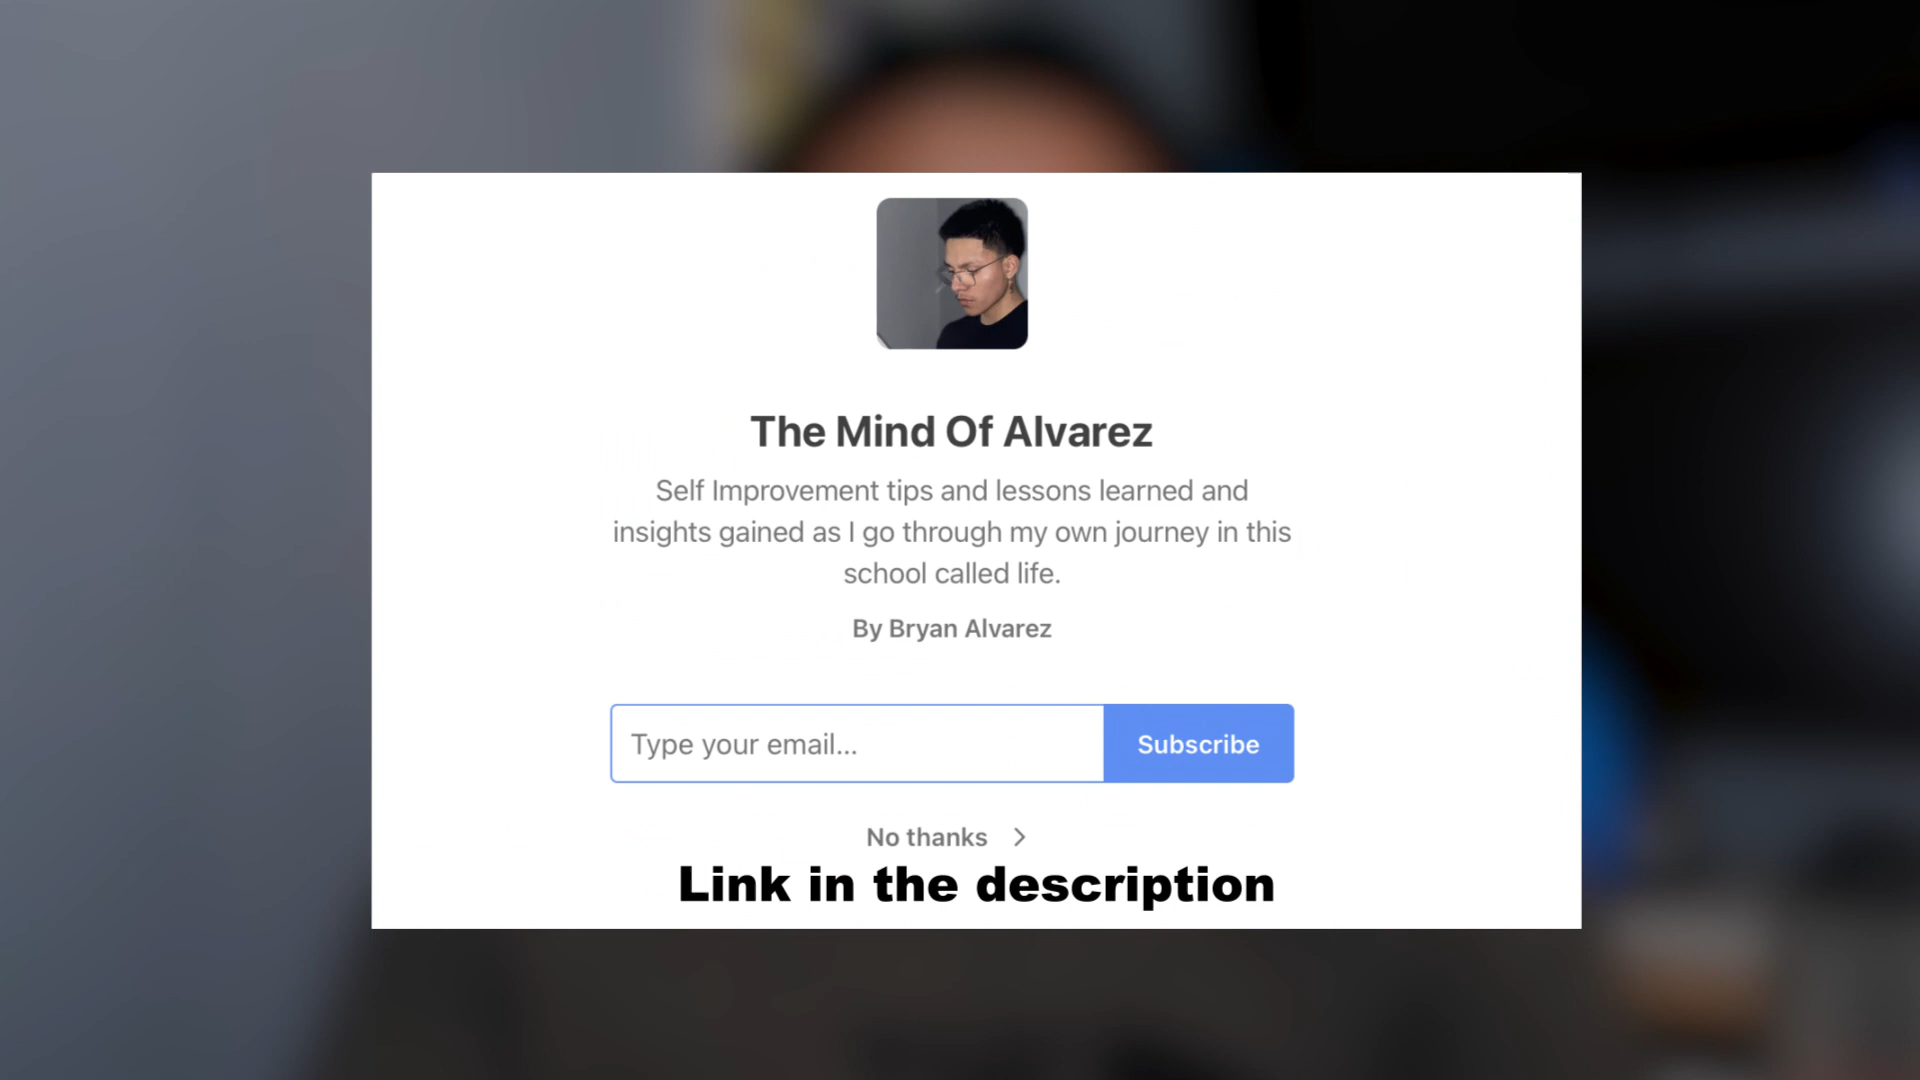 The Mind Of Alvarez
Self Improvement tips and lessons learned and
insights gained as I go through my own journey in this
school called life.
By Bryan Alvarez
Type your email...
Subscribe
No thanks
Link in the description